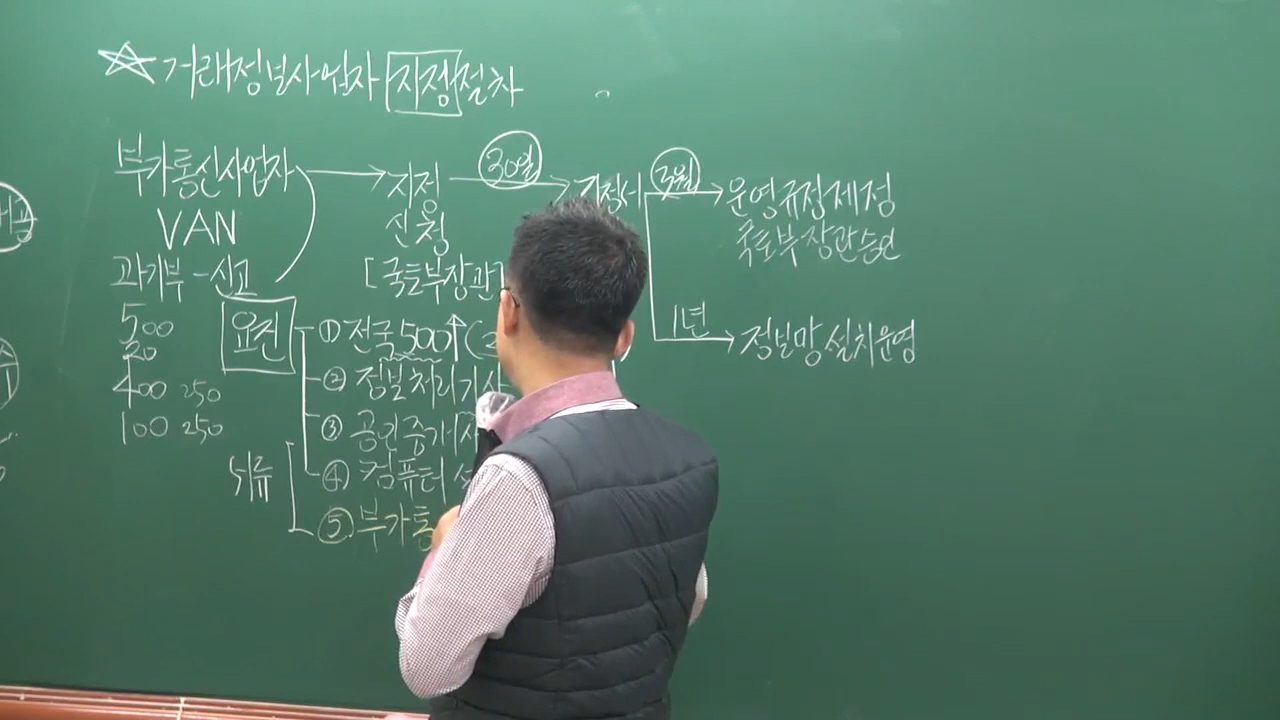 ☆ 거래정보사업자 지정절차
부가통신사업자 → 지정 30일 → 지정서 3월 → 운영규정제정
VAN 신청 국토부장관승인
과기부-신고 [국토부장관]
500 요건 ① 전국500↑(2 1년 → 정보망설치운영
20
400 250 ② 정보처리기사
100 250 ③ 공인중개사
서류 ④ 컴퓨터
⑤ 부가통